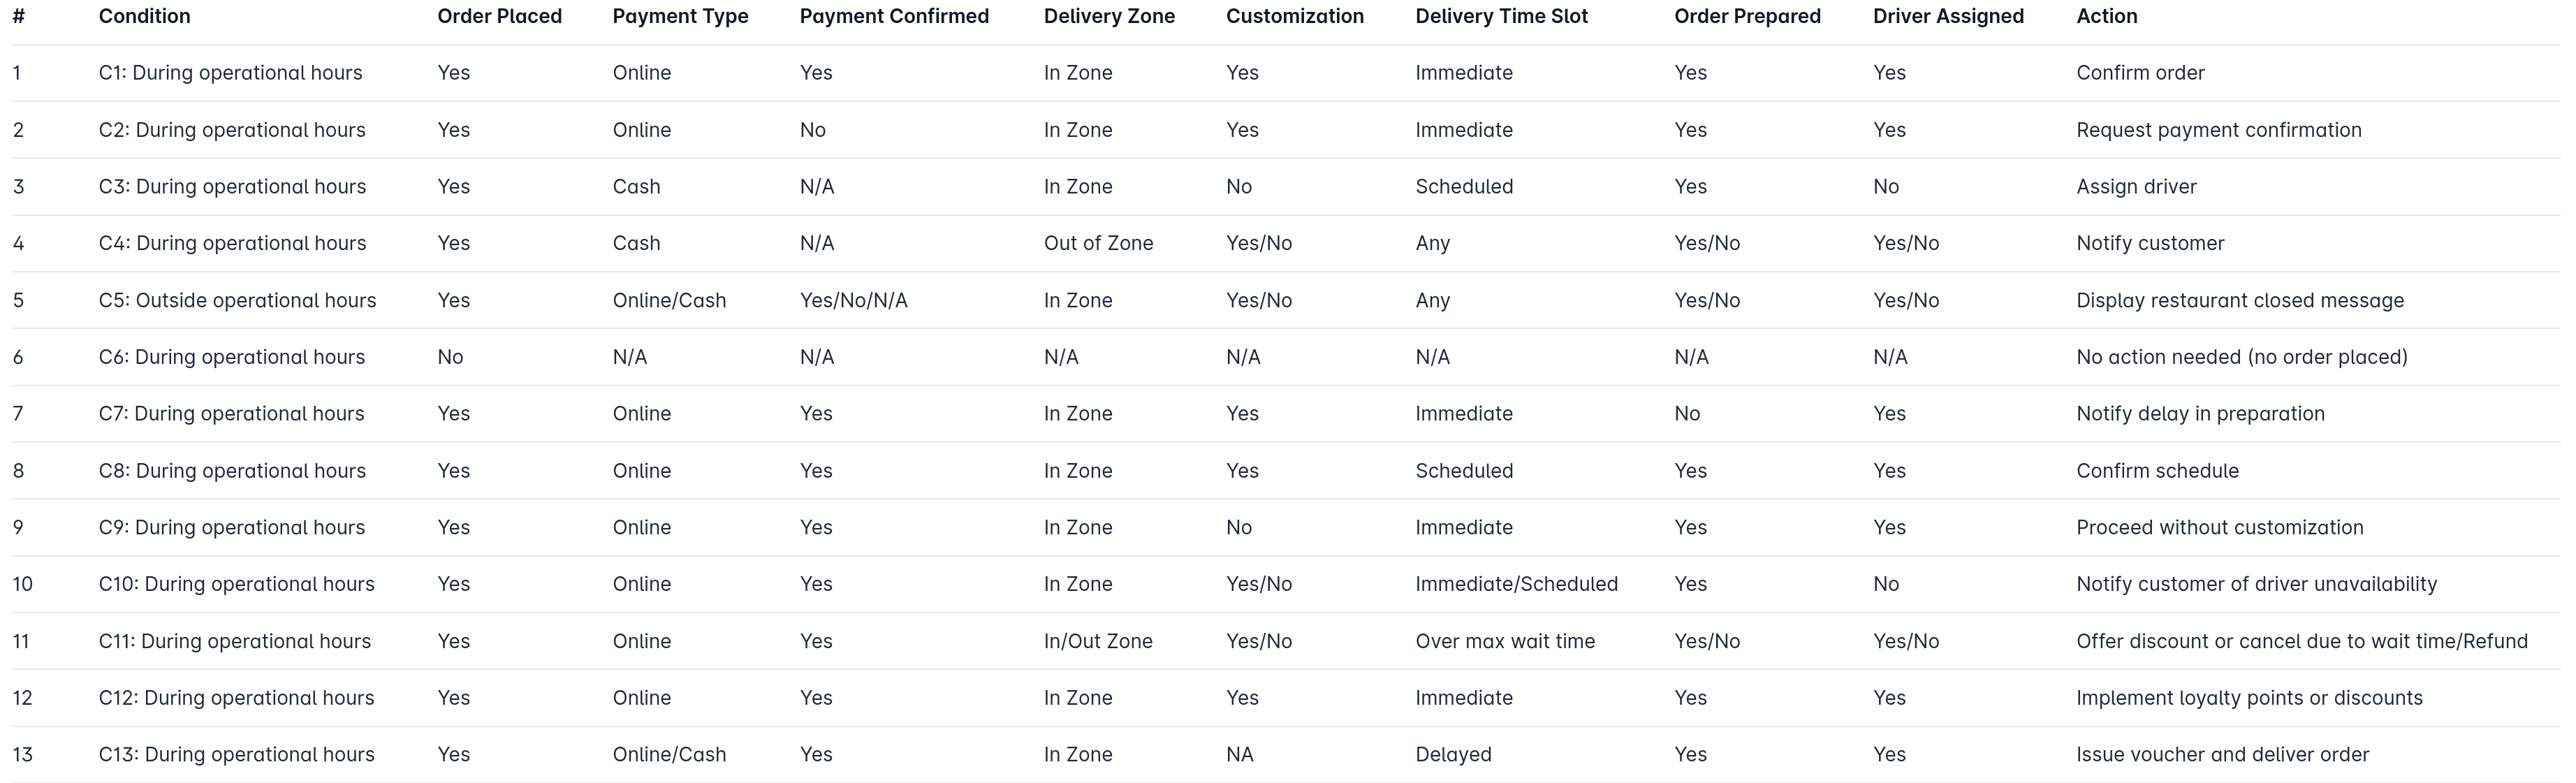 # Condition Order Placed Payment Type Payment Confirmed Delivery Zone Customization Delivery Time Slot Order Prepared Driver Assigned Action
1 C1: During operational hours Yes Online Yes In Zone Yes Immediate Yes Yes Confirm order
2 C2: During operational hours Yes Online No In Zone Yes Immediate Yes Yes Request payment confirmation
3 C3: During operational hours Yes Cash N/A In Zone No Scheduled Yes No Assign driver
4 C4: During operational hours Yes Cash N/A Out of Zone Yes/No Any Yes/No Yes/No Notify customer
5 C5: Outside operational hours Yes Online/Cash Yes/No/N/A In Zone Yes/No Any Yes/No Yes/No Display restaurant closed message
6 C6: During operational hours No N/A N/A N/A N/A N/A N/A N/A No action needed (no order placed)
7 C7: During operational hours Yes Online Yes In Zone Yes Immediate No Yes Notify delay in preparation
8 C8: During operational hours Yes Online Yes In Zone Yes Scheduled Yes Yes Confirm schedule
9 C9: During operational hours Yes Online Yes In Zone No Immediate Yes Yes Proceed without customization
10 C10: During operational hours Yes Online Yes In Zone Yes/No Immediate/Scheduled Yes No Notify customer of driver unavailability
11 C11: During operational hours Yes Online Yes In/Out Zone Yes/No Over max wait time Yes/No Yes/No Offer discount or cancel due to wait time/Refund
12 C12: During operational hours Yes Online Yes In Zone Yes Immediate Yes Yes Implement loyalty points or discounts
13 C13: During operational hours Yes Online/Cash Yes In Zone NA Delayed Yes Yes Issue voucher and deliver order